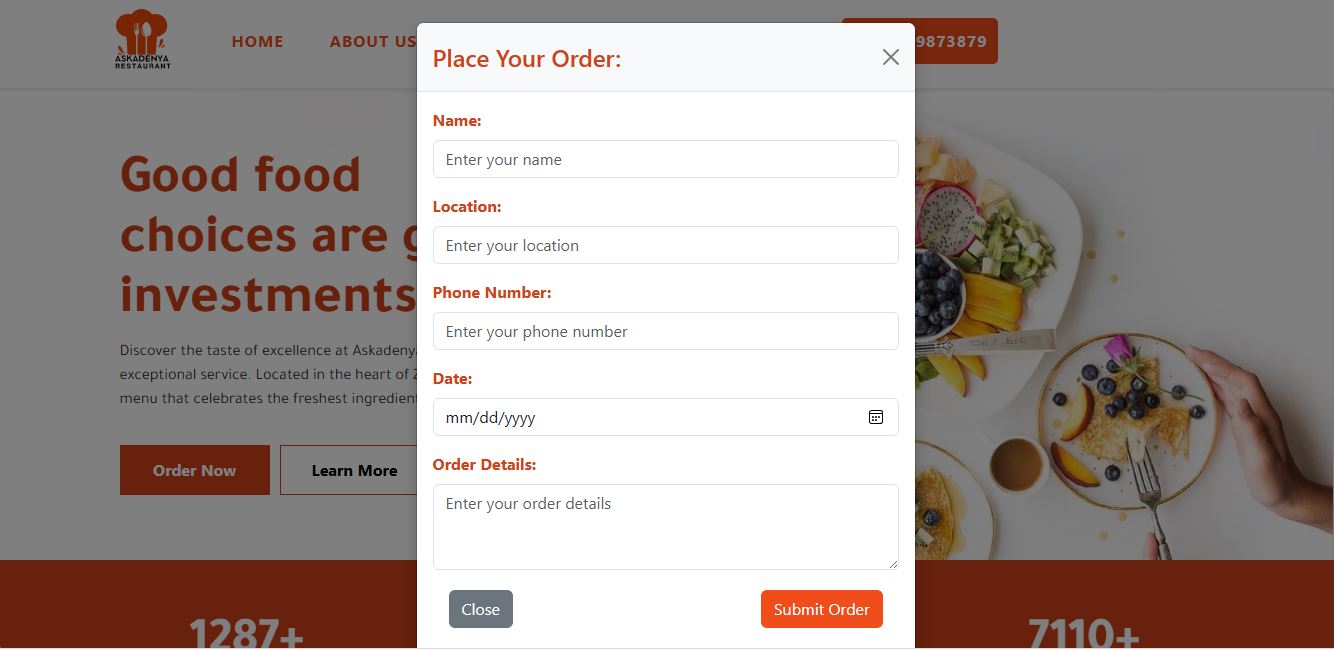 ASKADENYA
RESTAURANT
HOME
ABOUT US
9873879
Place Your Order:
Name:
Enter your name
Location:
Enter your location
Phone Number:
Enter your phone number
Date:
mm/dd/yyyy
Order Details:
Enter your order details
Close
Submit Order
Good food
choices are
investments
Discover the taste of excellence at Askadenya
exceptional service. Located in the heart of
menu that celebrates the freshest
Order Now
Learn More
1287+
7110+